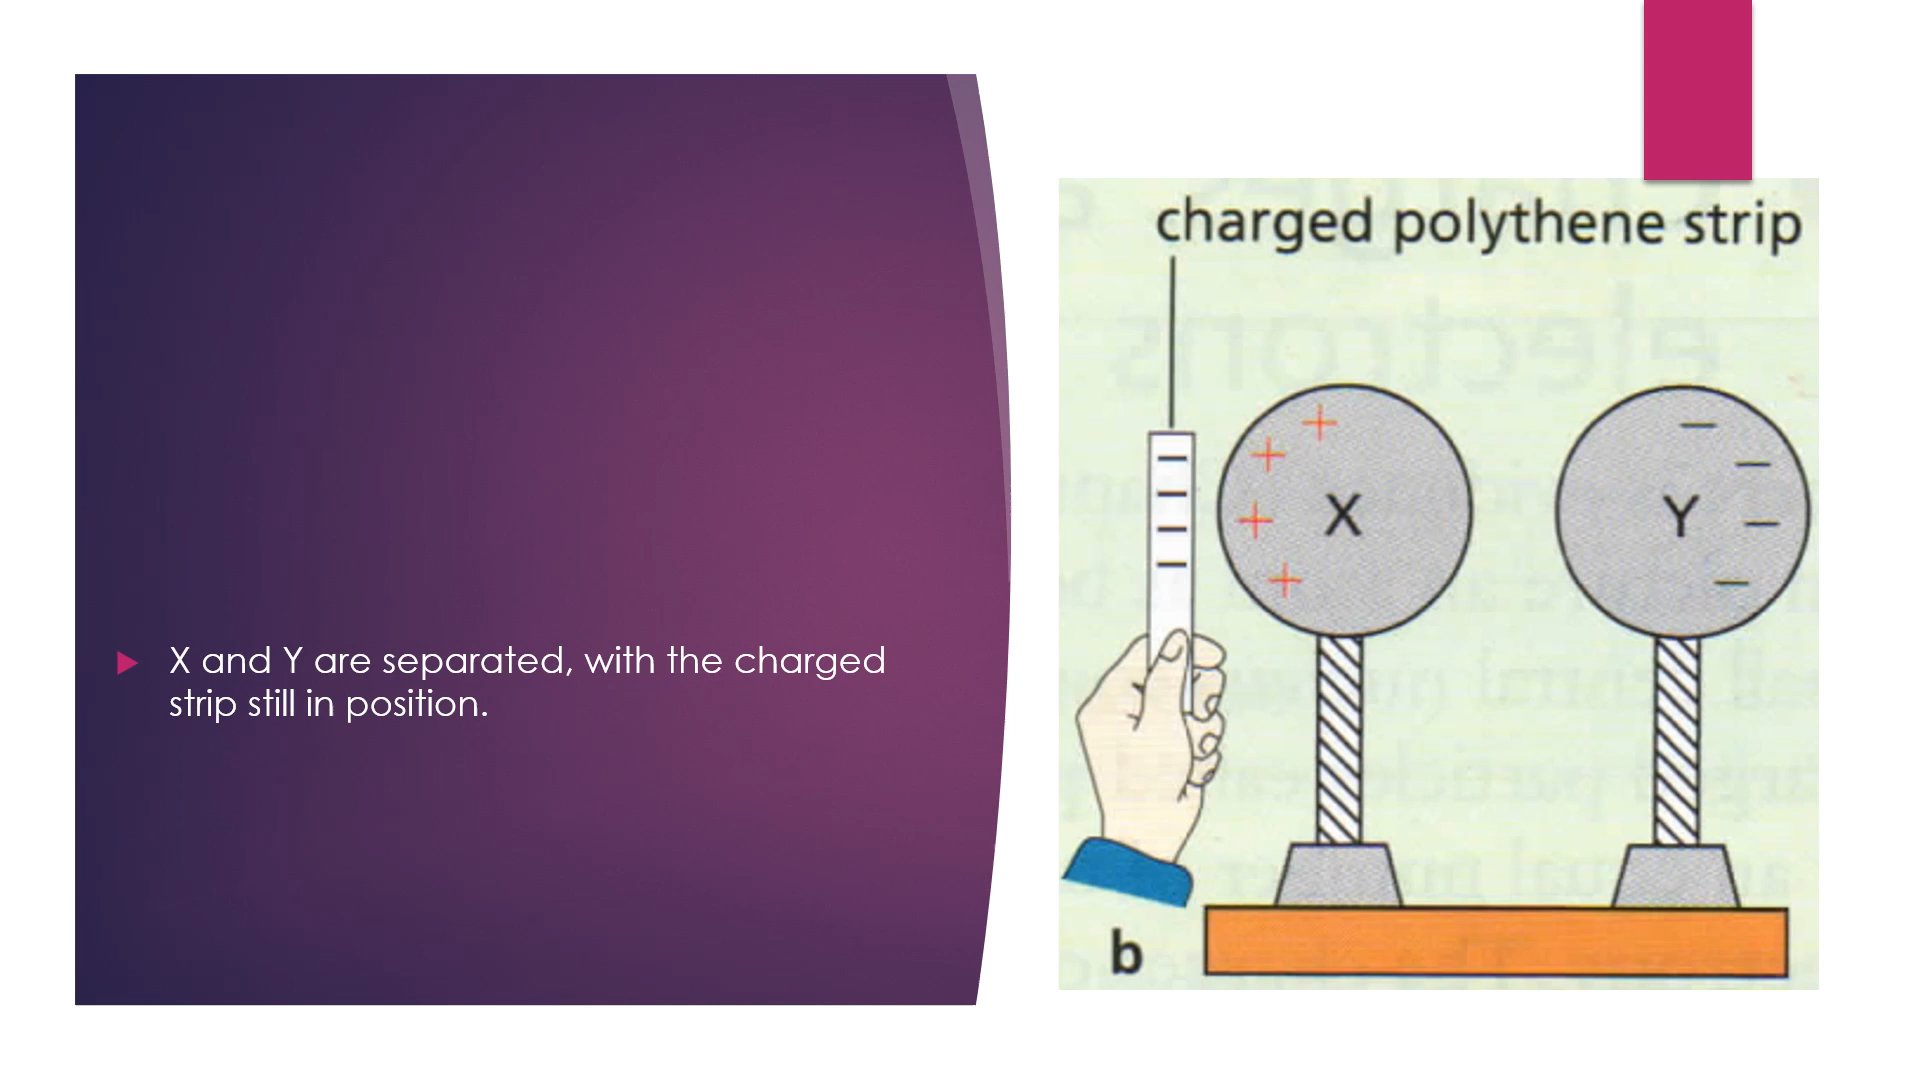 X and Y are separated, with the charged
strip still in position.
charged polythene strip
X
Y
b